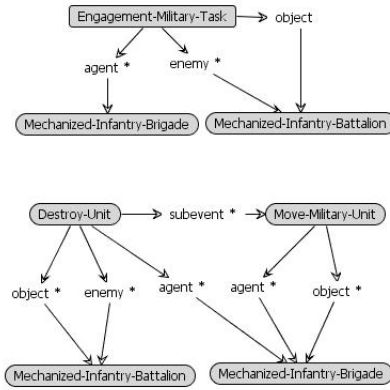 Engagement-Military-Task object
agent * enemy *
Mechanized-Infantry-Brigade Mechanized-Infantry-Battalion
Destroy-Unit subevent * Move-Military-Unit
object * enemy * agent * agent * object *
Mechanized-Infantry-Battalion Mechanized-Infantry-Brigade